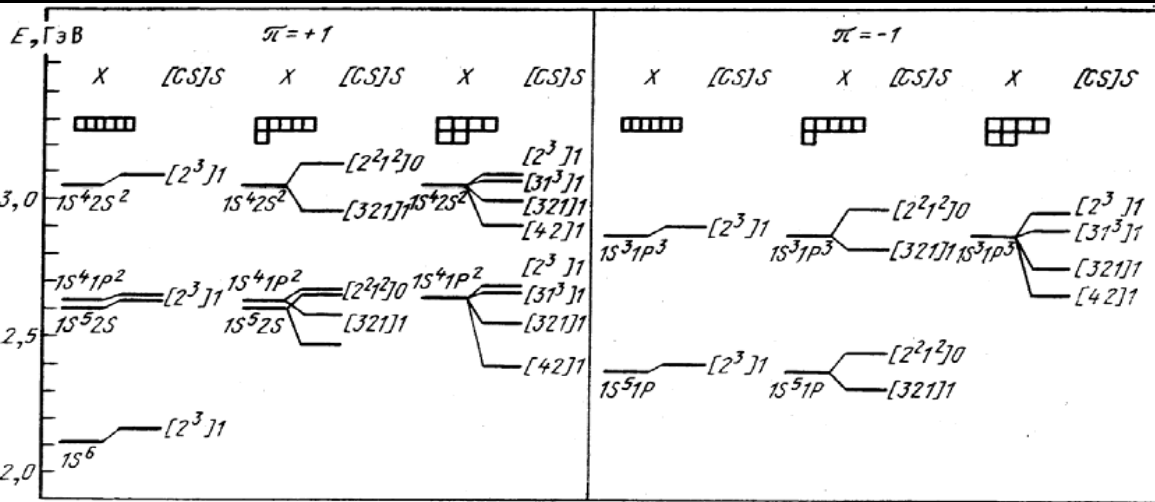 E, ГэВ π = +1 π = -1
X [CS]S X [CS]S X [CS]S X [CS]S X [CS]S X [CS]S
[2³]1
[2²1²]0 [31³]1
3,0 1S⁴2S² [2³]1 1S⁴2S² [321]1 1S⁴2S² [321]1 [2³]1
[42]1 [2²1²]0 [31³]1
1S³1P³ [2³]1 1S³1P³ [321]1 1S³1P³ [321]1
[2³]1 [42]1
1S⁴1P² 1S⁴1P² [2²1²]0 1S⁴1P² [31³]1
1S⁵2S [2³]1 1S⁵2S [321]1 [321]1
2,5
[42]1 [2²1²]0
1S⁵1P [2³]1 1S⁵1P [321]1
1S⁶ [2³]1
2,0